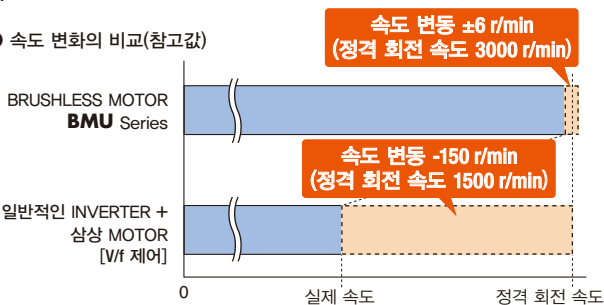 속도 변화의 비교(참고값)
속도 변동 ±6 r/min
(정격 회전 속도 3000 r/min)
BRUSHLESS MOTOR
BMU Series
속도 변동 -150 r/min
(정격 회전 속도 1500 r/min)
일반적인 INVERTER +
삼상 MOTOR
[V/f 제어]
0
실제 속도
정격 회전 속도